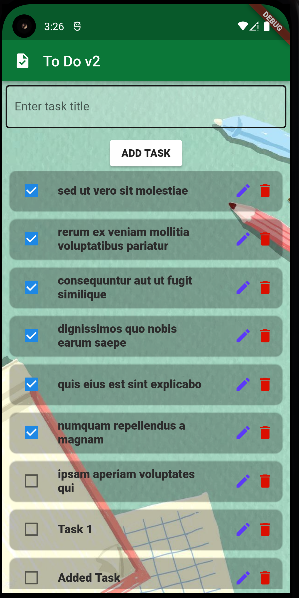 3:26
DEBUG
To Do v2
Enter task title
ADD TASK
sed ut vero sit molestiae
rerum ex veniam mollitia
voluptatibus pariatur
consequuntur aut ut fugit
similique
dignissimos quo nobis
earum saepe
quis eius est sint explicabo
numquam repellendus a
magnam
ipsam aperiam voluptates
qui
Task 1
Added Task